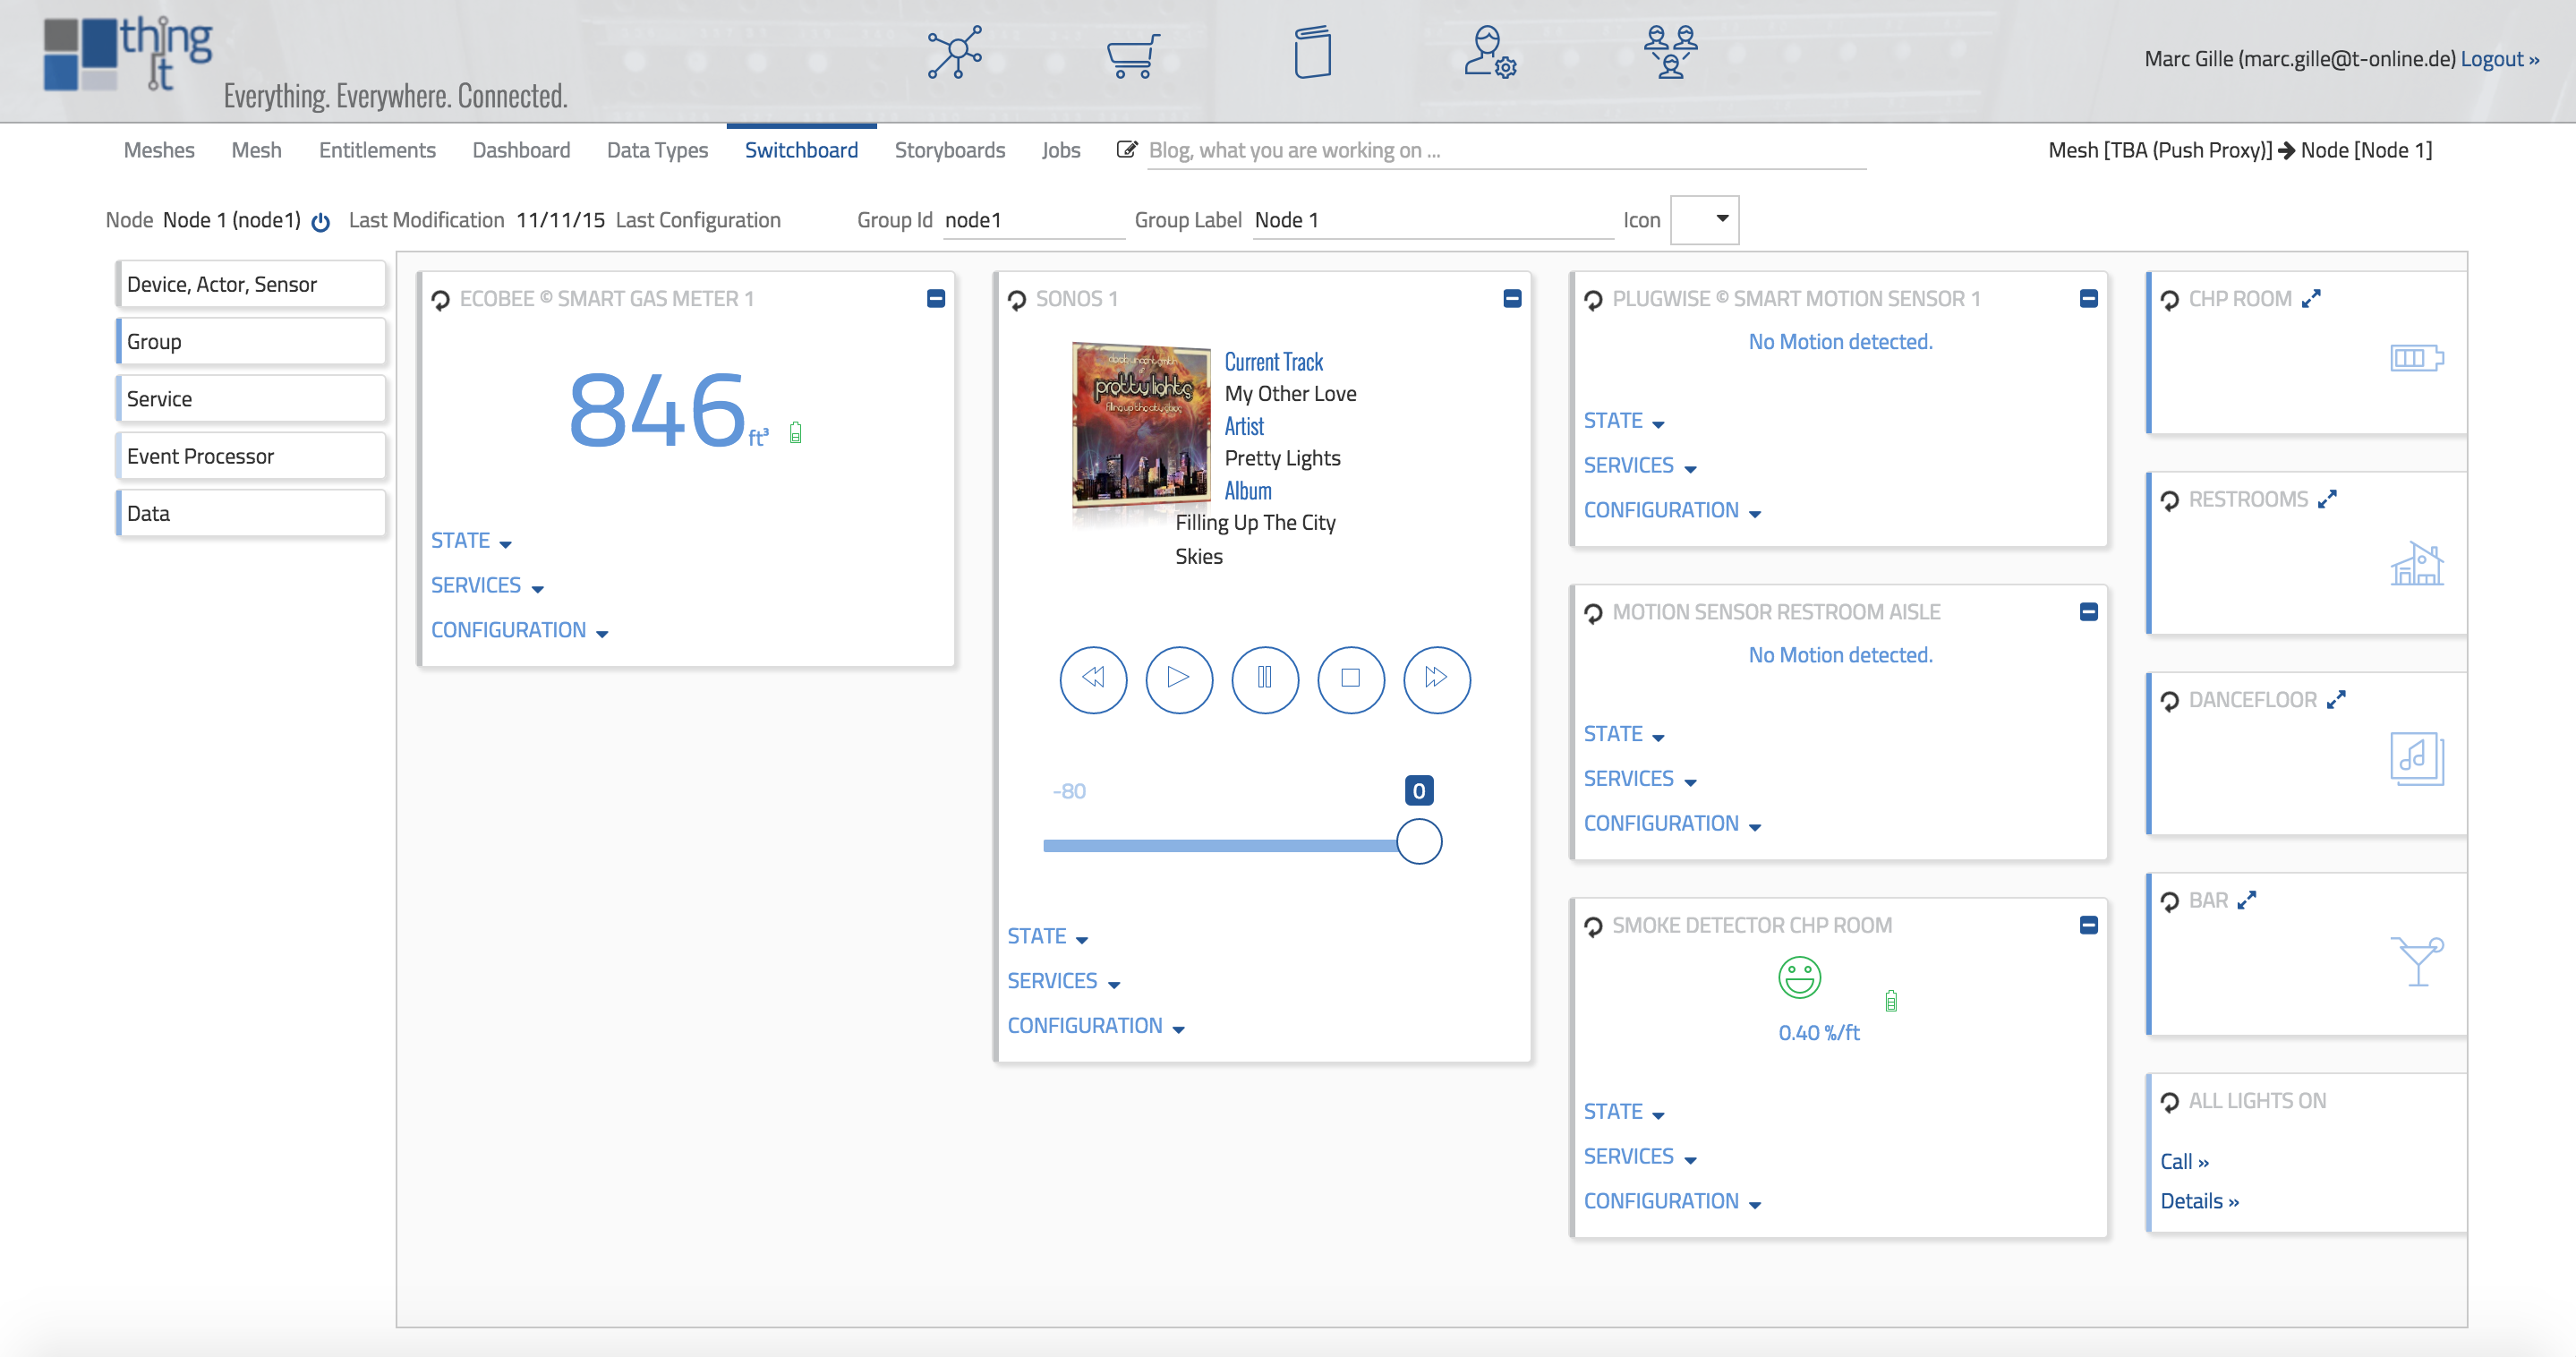 thing
It
Everything. Everywhere. Connected.
Marc Gille (marc.gille@t-online.de) Logout »
Meshes Mesh Entitlements Dashboard Data Types Switchboard Storyboards Jobs Blog, what you are working on ... Mesh [TBA (Push Proxy)] Node [Node 1]
Node Node 1 (node1) Last Modification 11/11/15 Last Configuration Group Id node1 Group Label Node 1 Icon
Device, Actor, Sensor
Group
Service
Event Processor
Data
ECOBEE © SMART GAS METER 1
846 ft³
STATE
SERVICES
CONFIGURATION
SONOS 1
pretty lights
Current Track
My Other Love
Artist
Pretty Lights
Album
Filling Up The City
Skies
-80 0
STATE
SERVICES
CONFIGURATION
PLUGWISE © SMART MOTION SENSOR 1
No Motion detected.
STATE
SERVICES
CONFIGURATION
MOTION SENSOR RESTROOM AISLE
No Motion detected.
STATE
SERVICES
CONFIGURATION
SMOKE DETECTOR CHP ROOM
0.40 %/ft
STATE
SERVICES
CONFIGURATION
CHP ROOM
RESTROOMS
DANCEFLOOR
BAR
ALL LIGHTS ON
Call »
Details »